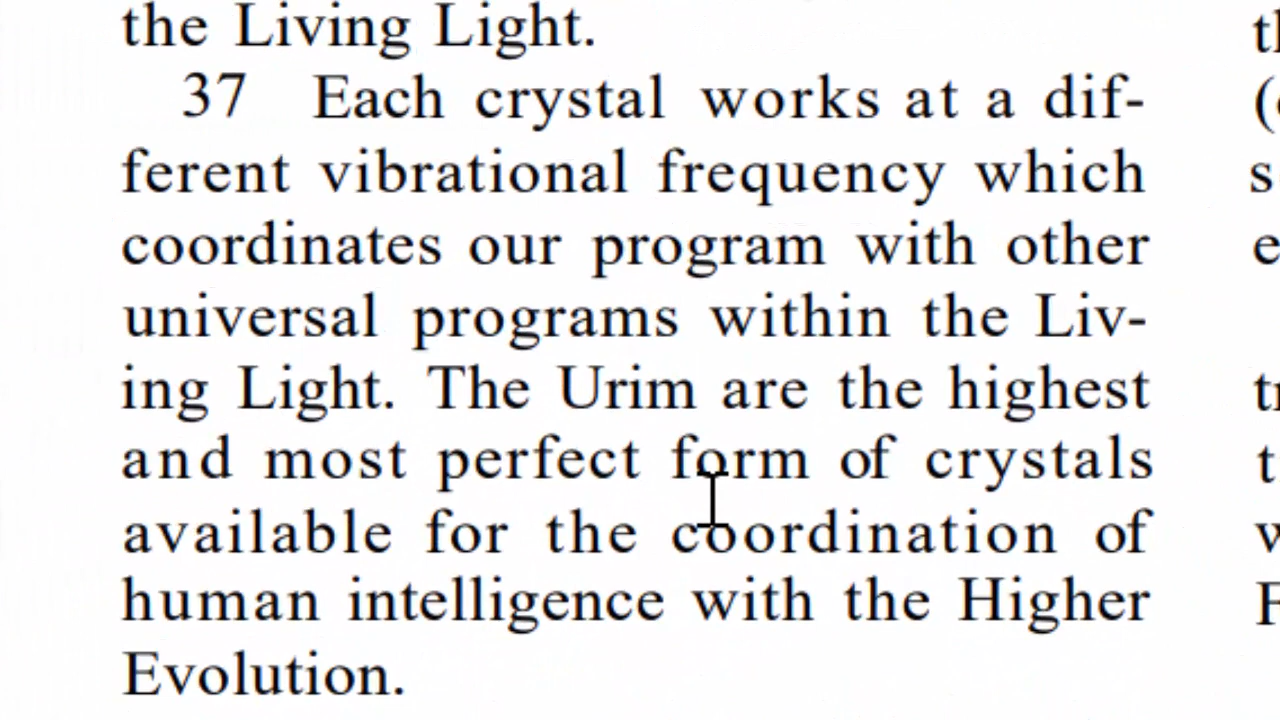 the Living Light.
37 Each crystal works at a dif-
ferent vibrational frequency which
coordinates our program with other
universal programs within the Liv-
ing Light. The Urim are the highest
and most perfect form of crystals
available for the coordination of
human intelligence with the Higher
Evolution.